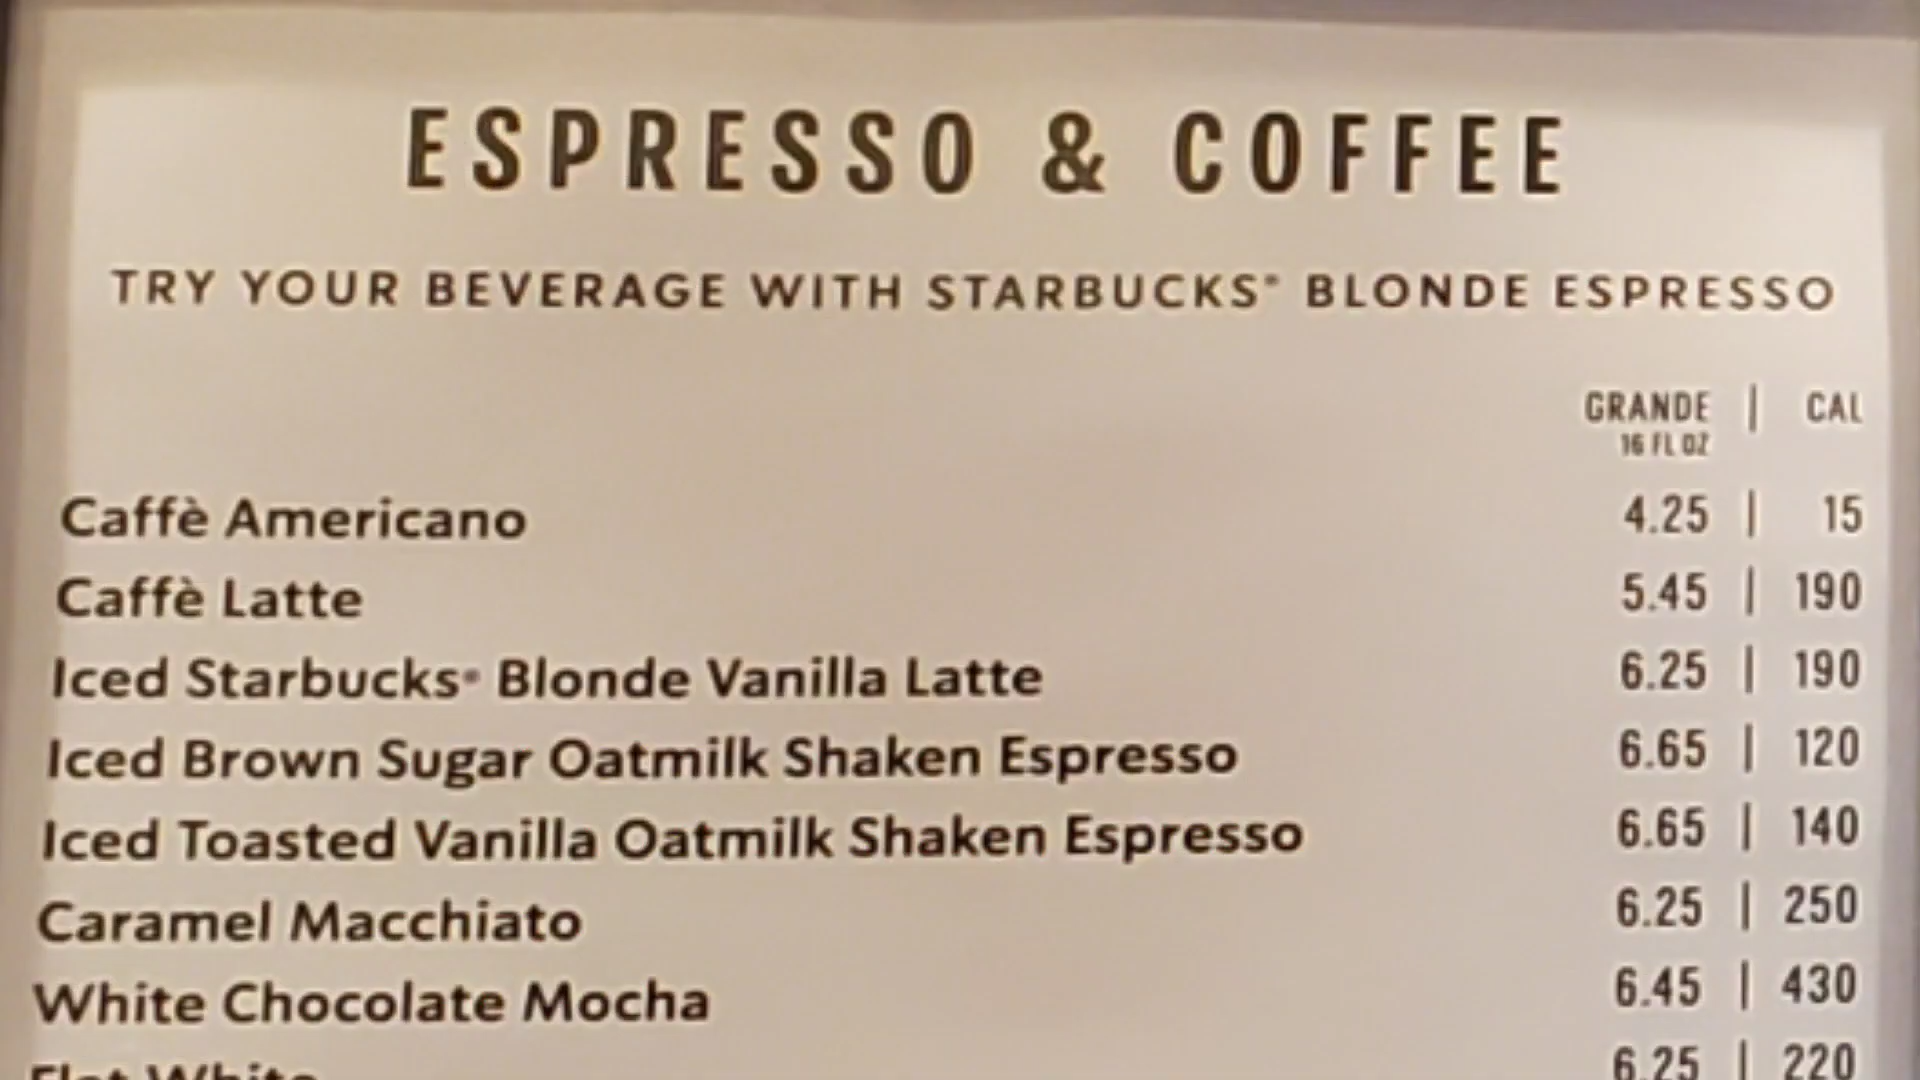 ESPRESSO & COFFEE
TRY YOUR BEVERAGE WITH STARBUCKS® BLONDE ESPRESSO
GRANDE | CAL
16 FL OZ
Caffè Americano 4.25 | 15
Caffè Latte 5.45 | 190
Iced Starbucks® Blonde Vanilla Latte 6.25 | 190
Iced Brown Sugar Oatmilk Shaken Espresso 6.65 | 120
Iced Toasted Vanilla Oatmilk Shaken Espresso 6.65 | 140
Caramel Macchiato 6.25 | 250
White Chocolate Mocha 6.45 | 430
Flat White 6.25 | 220